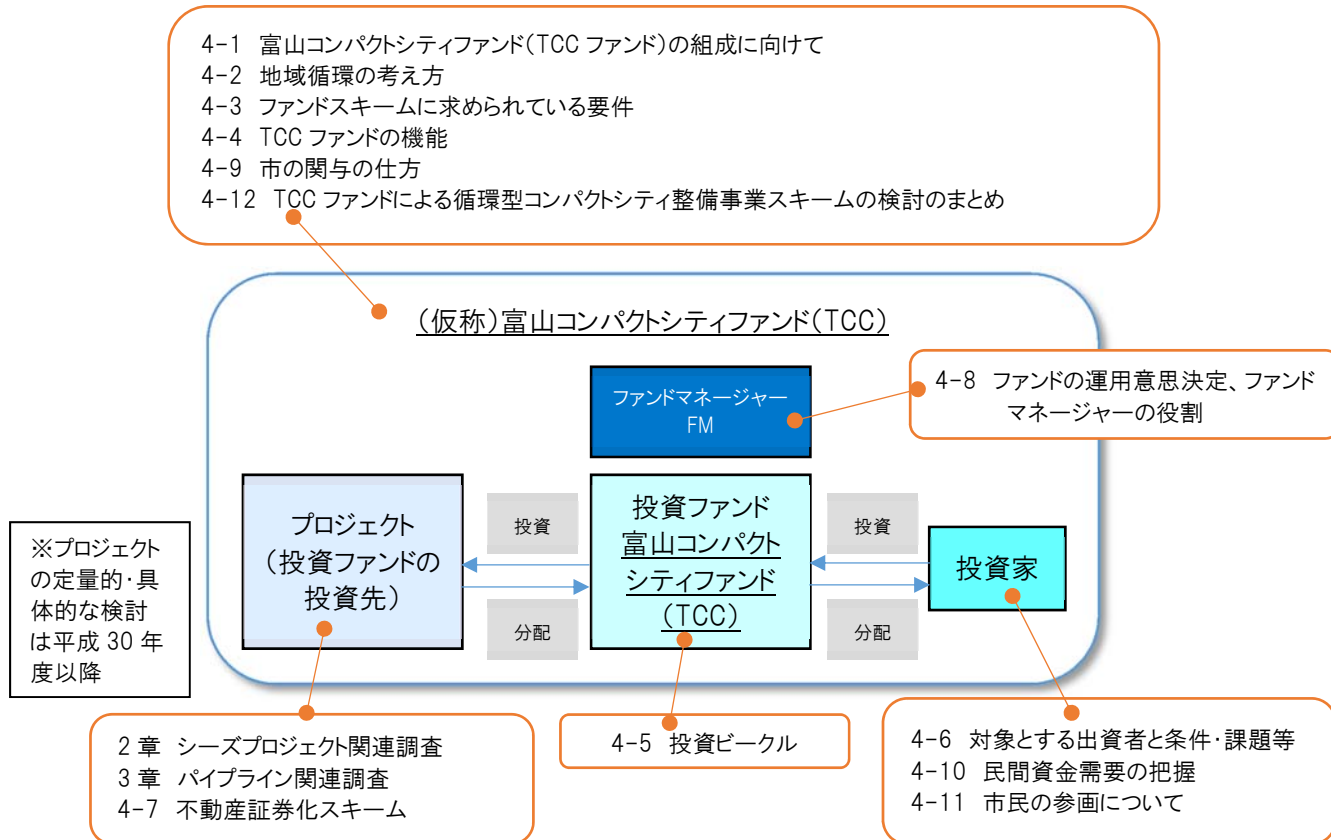 4-1 富山コンパクトシティファンド(TCC ファンド)の組成に向けて
4-2 地域循環の考え方
4-3 ファンドスキームに求められている要件
4-4 TCC ファンドの機能
4-9 市の関与の仕方
4-12 TCC ファンドによる循環型コンパクトシティ整備事業スキームの検討のまとめ
(仮称)富山コンパクトシティファンド(TCC)
ファンドマネージャー
FM
4-8 ファンドの運用意思決定、ファンド
マネージャーの役割
※プロジェクト
の定量的・具
体的な検討
は平成 30 年
度以降
プロジェクト
(投資ファンドの
投資先)
投資
分配
投資ファンド
富山コンパクト
シティファンド
(TCC)
投資
分配
投資家
2 章 シーズプロジェクト関連調査
3 章 パイプライン関連調査
4-7 不動産証券化スキーム
4-5 投資ビークル
4-6 対象とする出資者と条件・課題等
4-10 民間資金需要の把握
4-11 市民の参画について